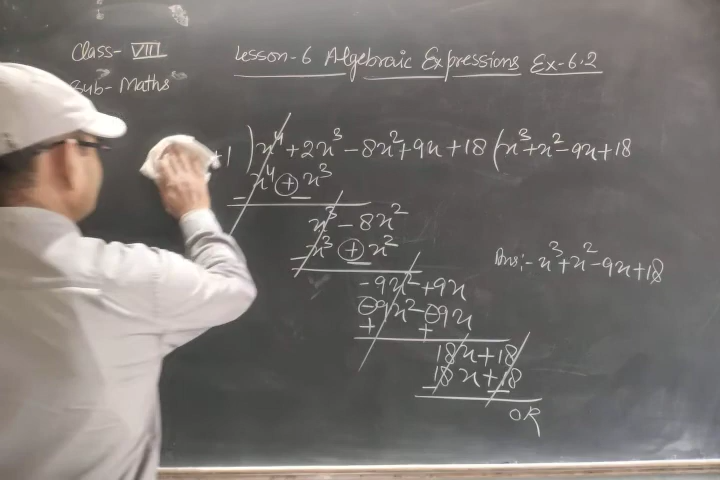 Class- VIII
Lesson-6 Algebraic Expressions Ex-6.2
Sub- Maths
+1 ) x⁴ + 2x³ - 8x² + 9x + 18 ( x³ + x² - 9x + 18
x⁴ + x³
-   -
x³ - 8x²
x³ + x²
-   -
Ans:- x³ + x² - 9x + 18
-9x² + 9x
-9x² - 9x
+   +
18x + 18
18x + 18
-   -
0R